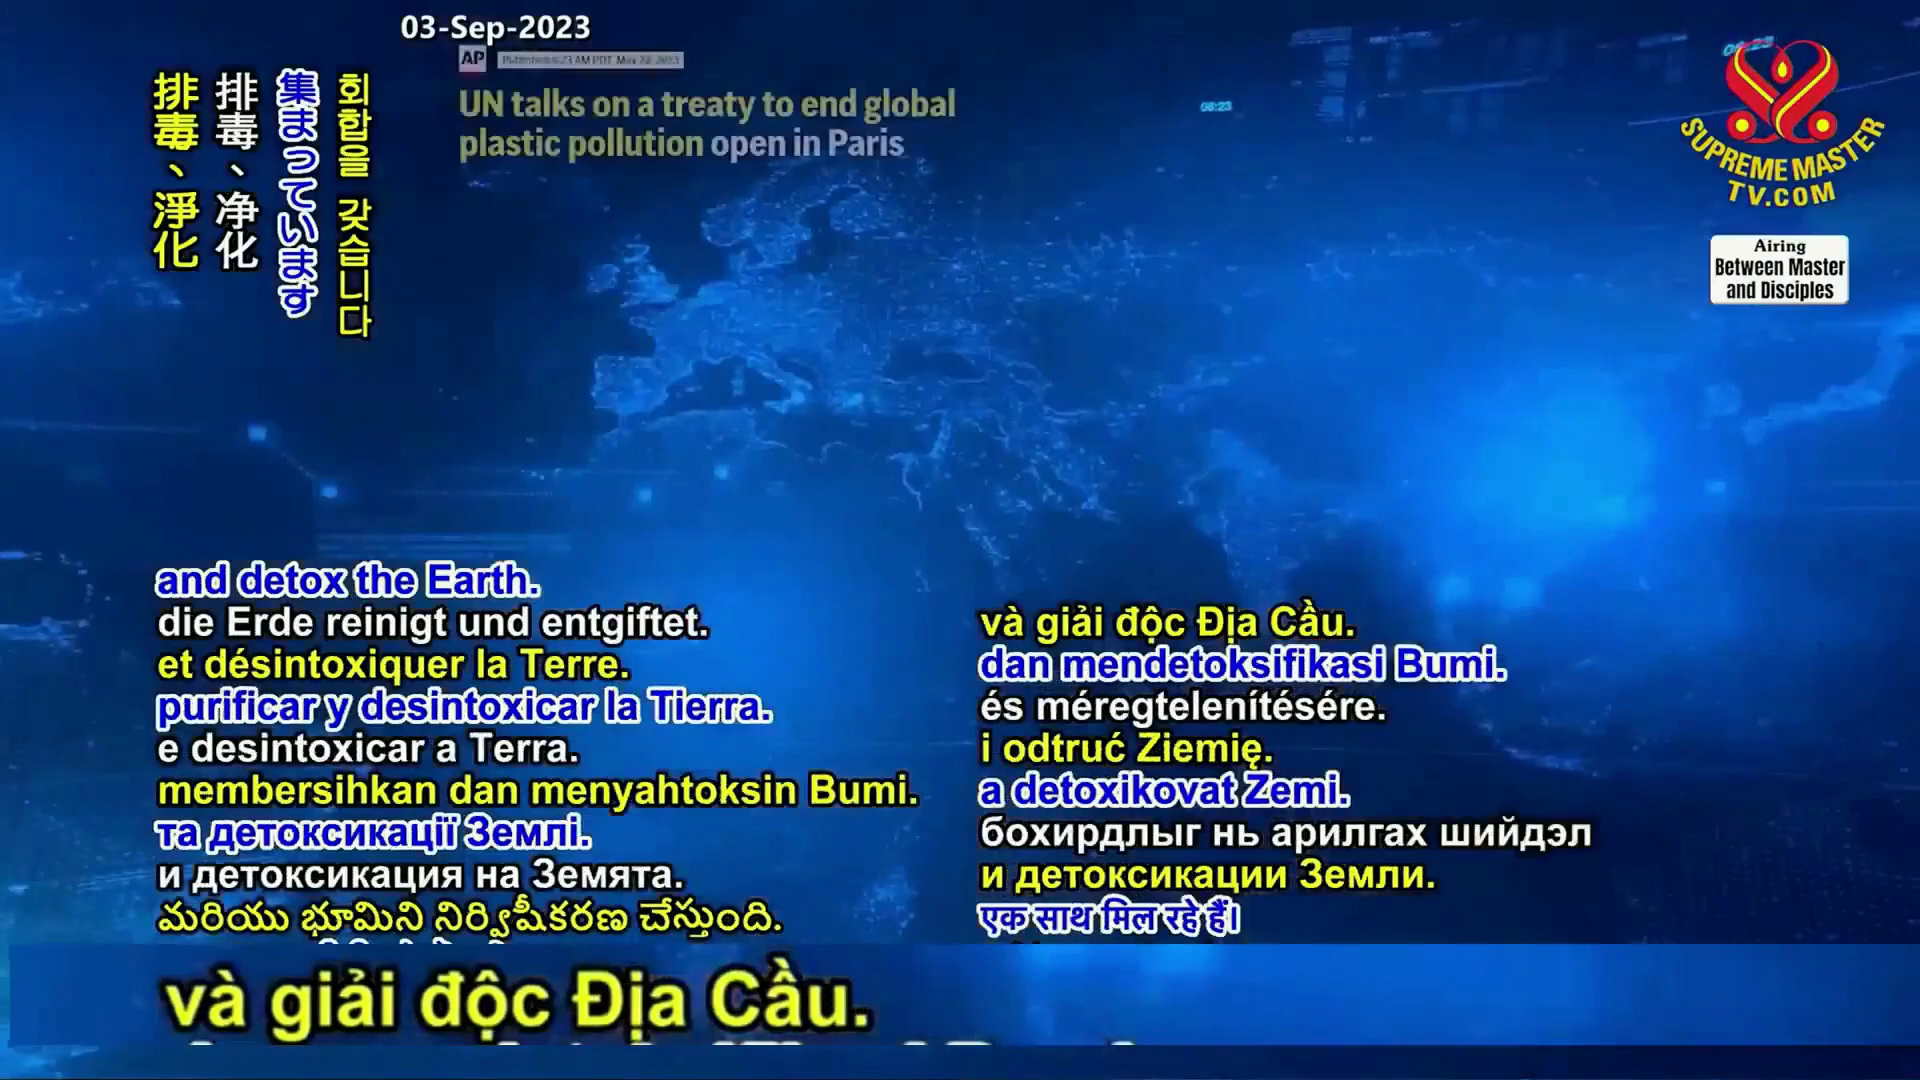 03-Sep-2023
AP
UN talks on a treaty to end global
plastic pollution open in Paris
06:23
SUPREME MASTER
TV.COM
Airing
Between Master
and Disciples
회합을 갖습니다
集まっています
排毒、净化
排毒、淨化
and detox the Earth.
die Erde reinigt und entgiftet.
et désintoxiquer la Terre.
purificar y desintoxicar la Tierra.
e desintoxicar a Terra.
membersihkan dan menyahtoksin Bumi.
та детоксикації Землі.
и детоксикация на Земята.
మరియు భూమిని నిర్విషీకరణ చేస్తుంది.
và giải độc Địa Cầu.
dan mendetoksifikasi Bumi.
és méregtelenítésére.
i odtruć Ziemię.
a detoxikovat Zemi.
бохирдлыг нь арилгах шийдэл
и детоксикации Земли.
एक साथ मिल रहे हैं।
và giải độc Địa Cầu.